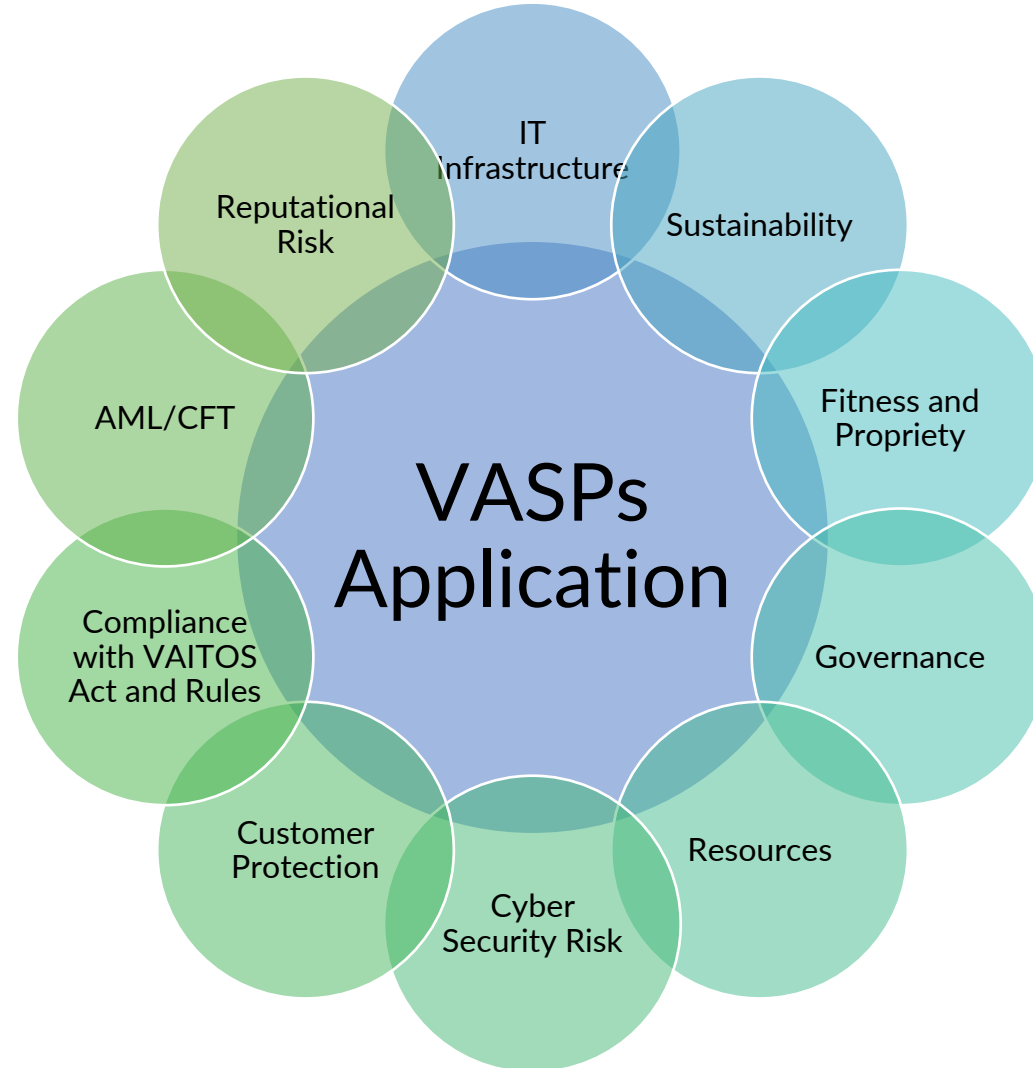 IT
Infrastructure
Sustainability
Fitness and
Propriety
Governance
Resources
Cyber
Security Risk
Customer
Protection
Compliance
with VAITOS
Act and Rules
AML/CFT
Reputational
Risk
VASPs
Application